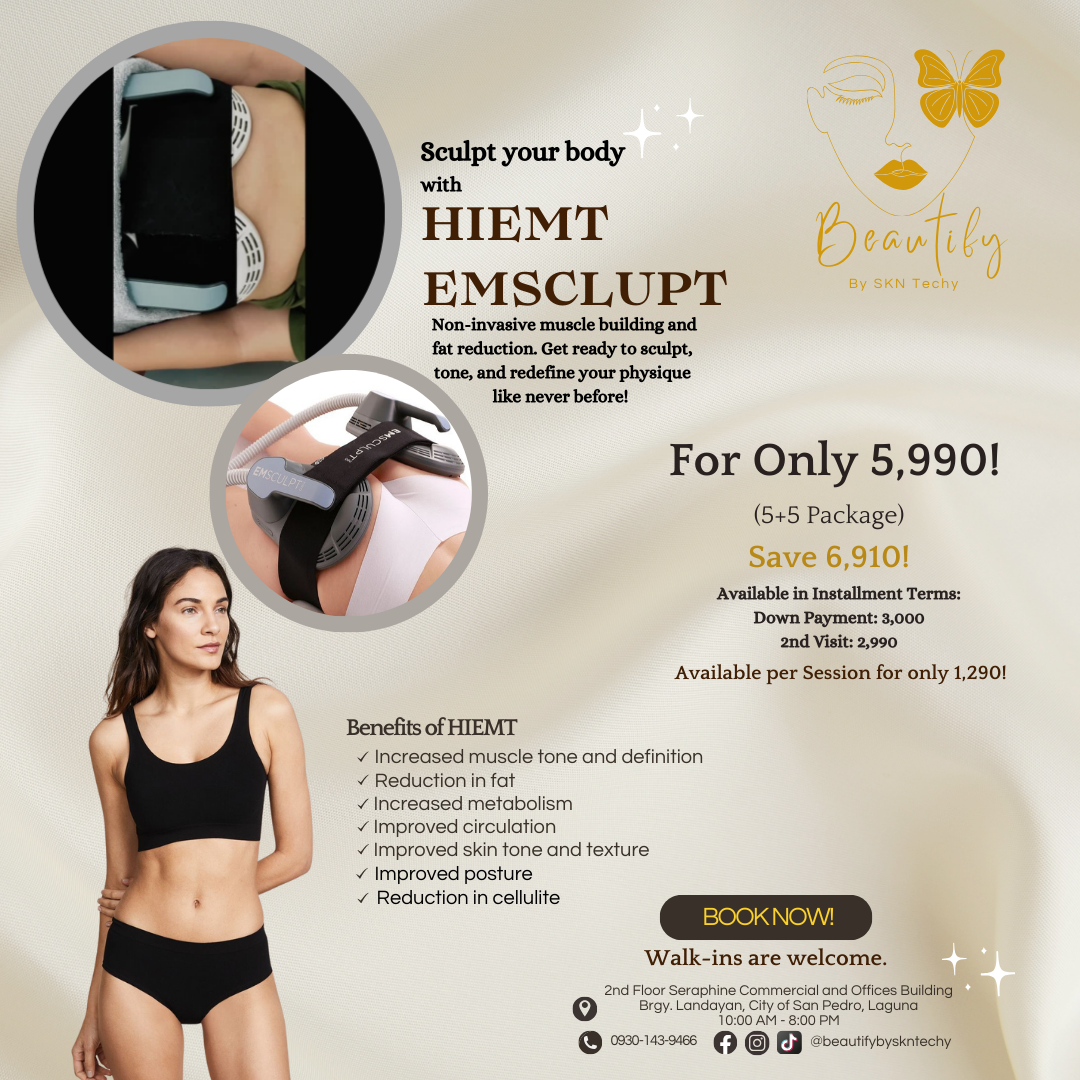 Sculpt your body
with
HIEMT
EMSCLUPT
Non-invasive muscle building and
fat reduction. Get ready to sculpt,
tone, and redefine your physique
like never before!
Beautify
By SKN Techy
EMSCULPT
EMSCULPT
For Only 5,990!
(5+5 Package)
Save 6,910!
Available in Installment Terms:
Down Payment: 3,000
2nd Visit: 2,990
Available per Session for only 1,290!
Benefits of HIEMT
✓ Increased muscle tone and definition
✓ Reduction in fat
✓ Increased metabolism
✓ Improved circulation
✓ Improved skin tone and texture
✓ Improved posture
✓ Reduction in cellulite
BOOK NOW!
Walk-ins are welcome.
2nd Floor Seraphine Commercial and Offices Building
Brgy. Landayan, City of San Pedro, Laguna
10:00 AM - 8:00 PM
0930-143-9466 @beautifybyskntechy